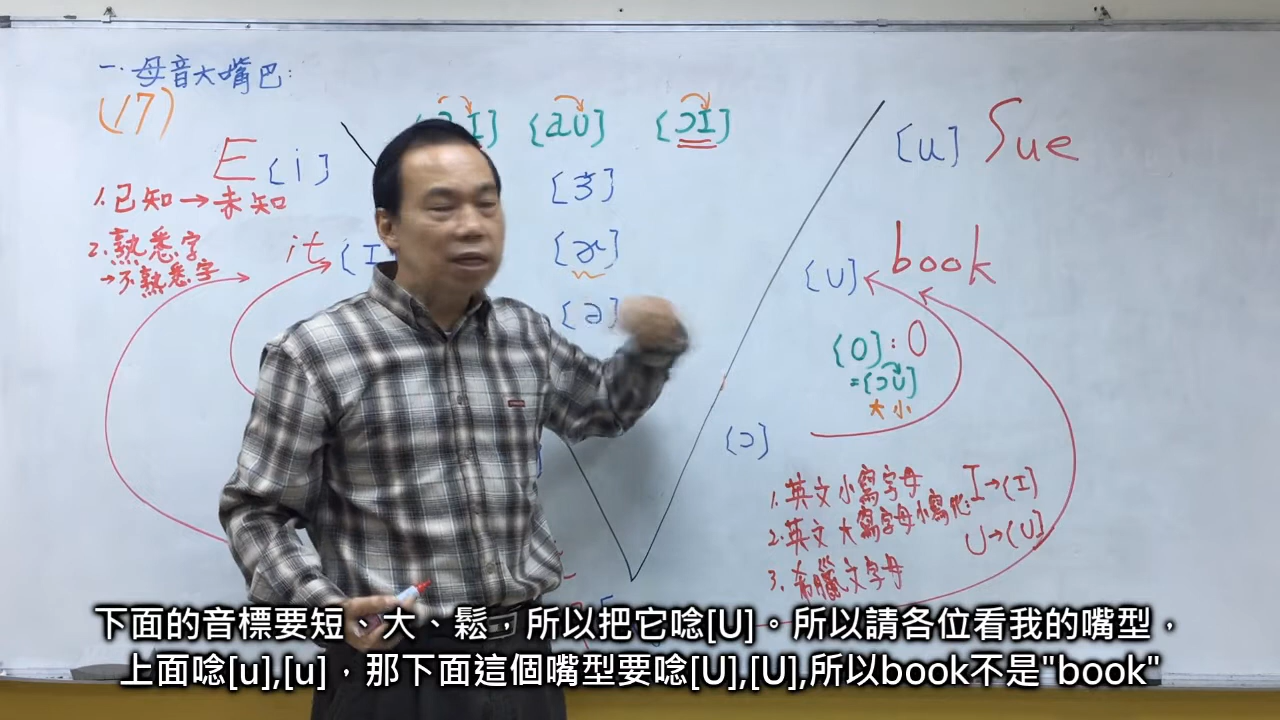 一. 母音大嘴巴:
(17)
E [i]
1. 已知→未知
2. 熟悉字
→不熟悉字
it [I
I] [aU] [ɔI]
[ɝ]
[ɚ]
[ə]
[u] Sue
[U] book
[O] : O
=[ɔU]
大 小
[ɔ]
1. 英文小寫字母
2. 英文大寫字母小寫化: I→[I]
U→[U]
3. 希臘文字母
下面的音標要短、大、鬆，所以把它唸[U]。所以請各位看我的嘴型，
上面唸[u],[u]，那下面這個嘴型要唸[U],[U],所以book不是"book"